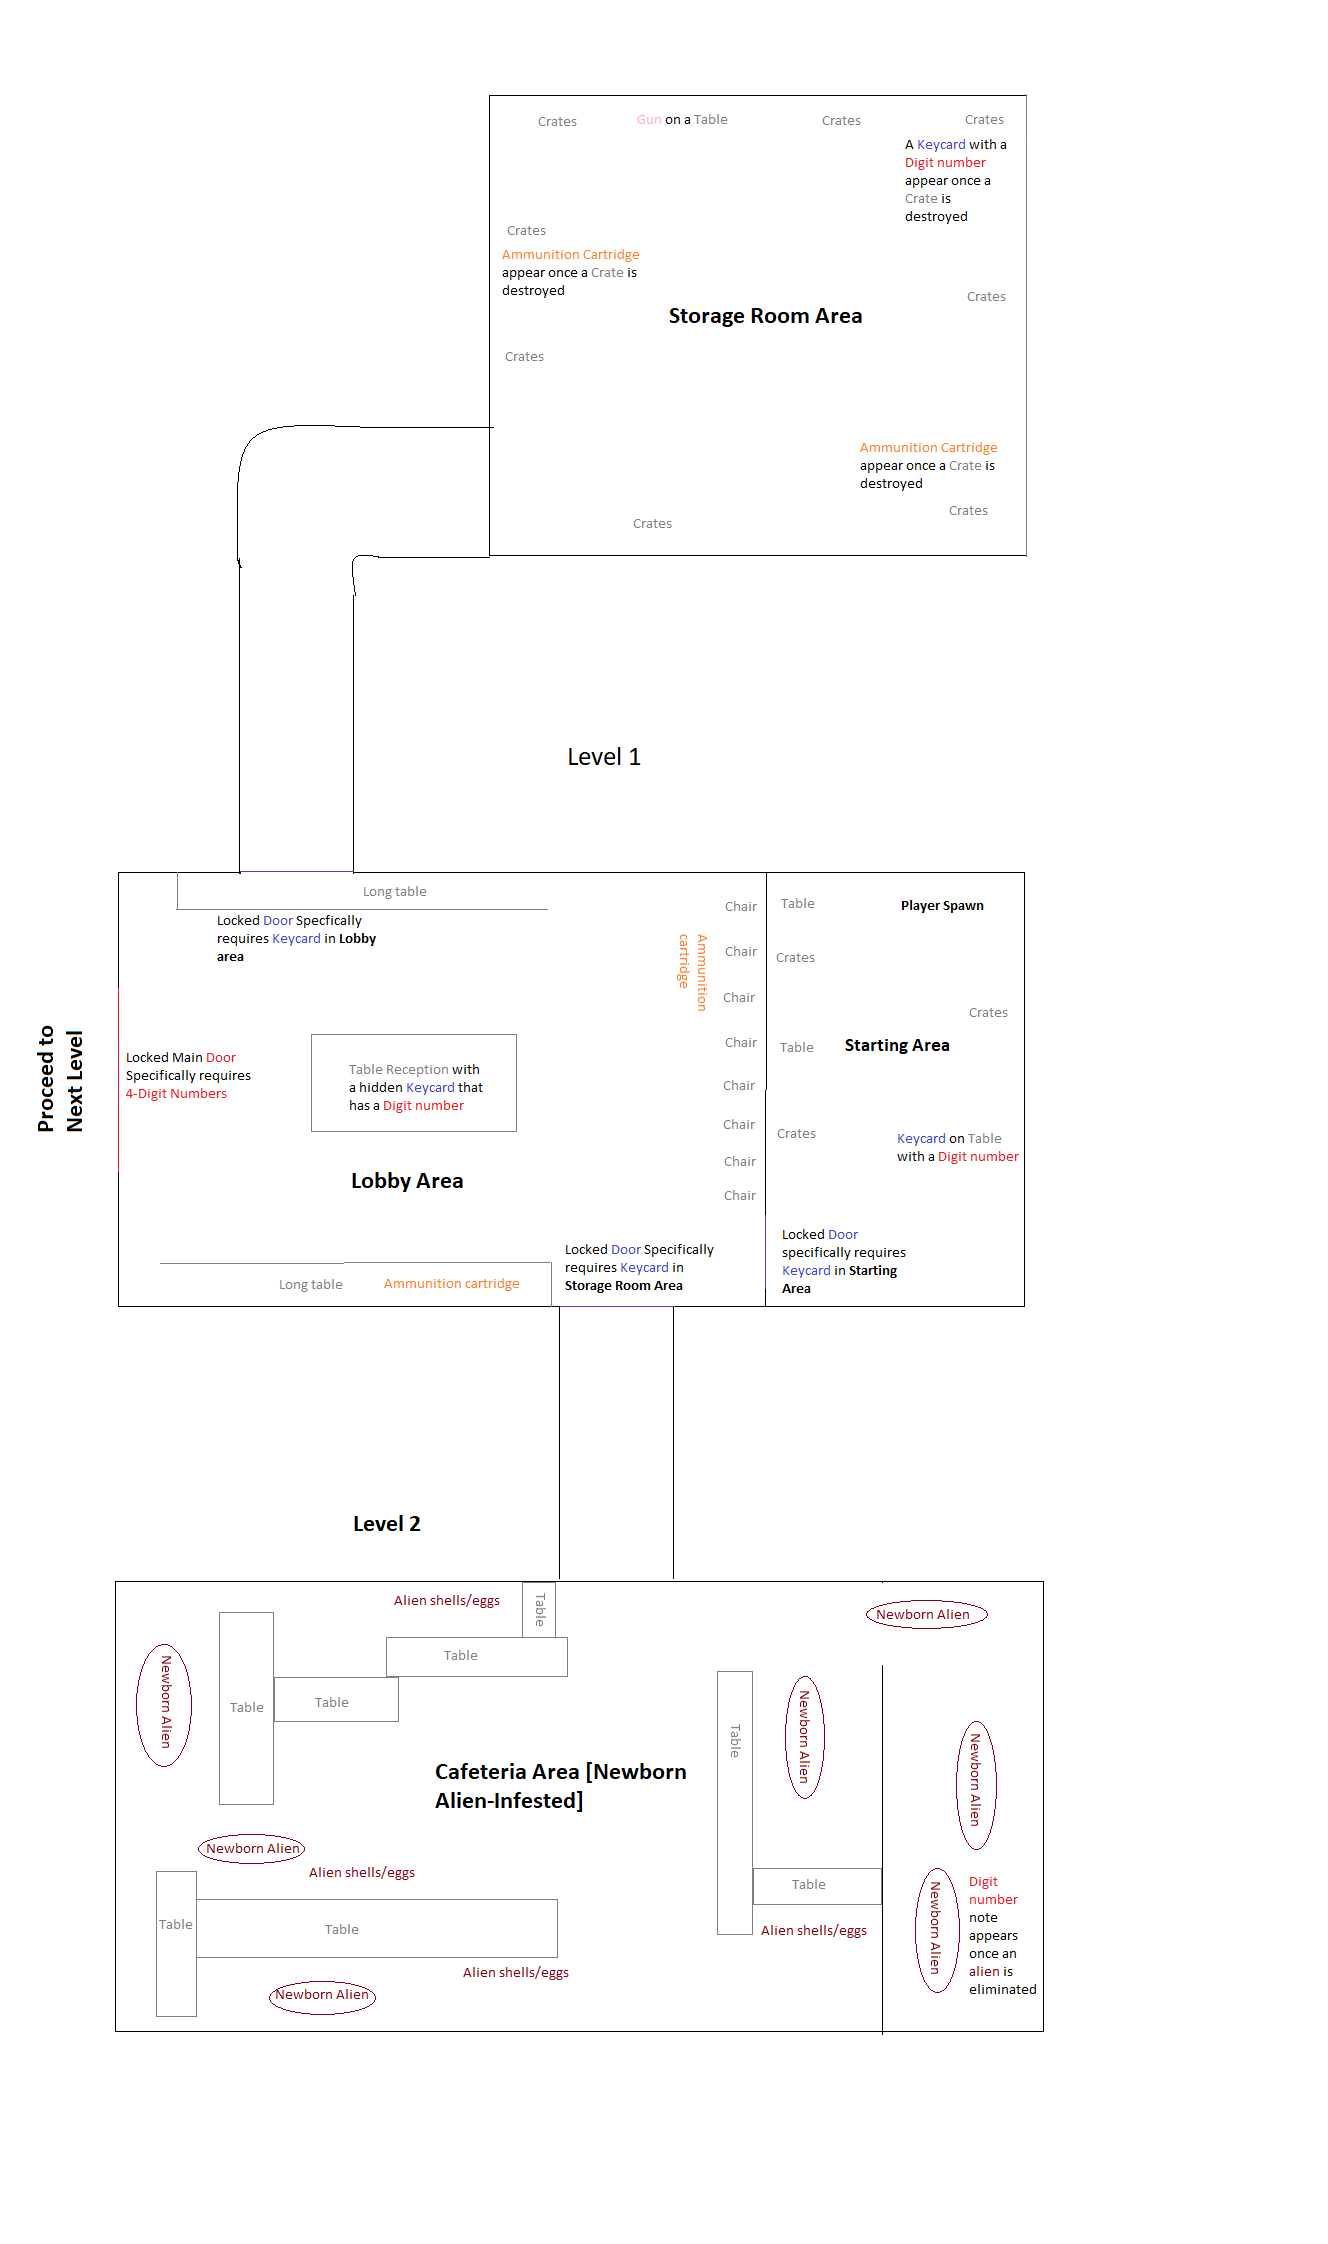 Crates
Gun on a Table
Crates
Crates
A Keycard with a
Digit number
appear once a
Crate is
destroyed
Crates
Ammunition Cartridge
appear once a Crate is
destroyed
Crates
Storage Room Area
Crates
Ammunition Cartridge
appear once a Crate is
destroyed
Crates
Crates
Level 1
Long table
Locked Door Specfically
requires Keycard in Lobby
area
Proceed to
Next Level
Locked Main Door
Specifically requires
4-Digit Numbers
Table Reception with
a hidden Keycard that
has a Digit number
Lobby Area
Ammunition
cartridge
Chair
Chair
Chair
Chair
Chair
Chair
Chair
Chair
Long table
Ammunition cartridge
Locked Door Specifically
requires Keycard in
Storage Room Area
Table
Player Spawn
Crates
Crates
Table
Starting Area
Crates
Keycard on Table
with a Digit number
Locked Door
specifically requires
Keycard in Starting
Area
Level 2
Alien shells/eggs
Table
Newborn Alien
Table
Newborn Alien
Table
Table
Table
Newborn Alien
Newborn Alien
Cafeteria Area [Newborn
Alien-Infested]
Newborn Alien
Alien shells/eggs
Table
Table
Table
Alien shells/eggs
Newborn Alien
Digit
number
note
appears
once an
alien is
eliminated
Alien shells/eggs
Newborn Alien